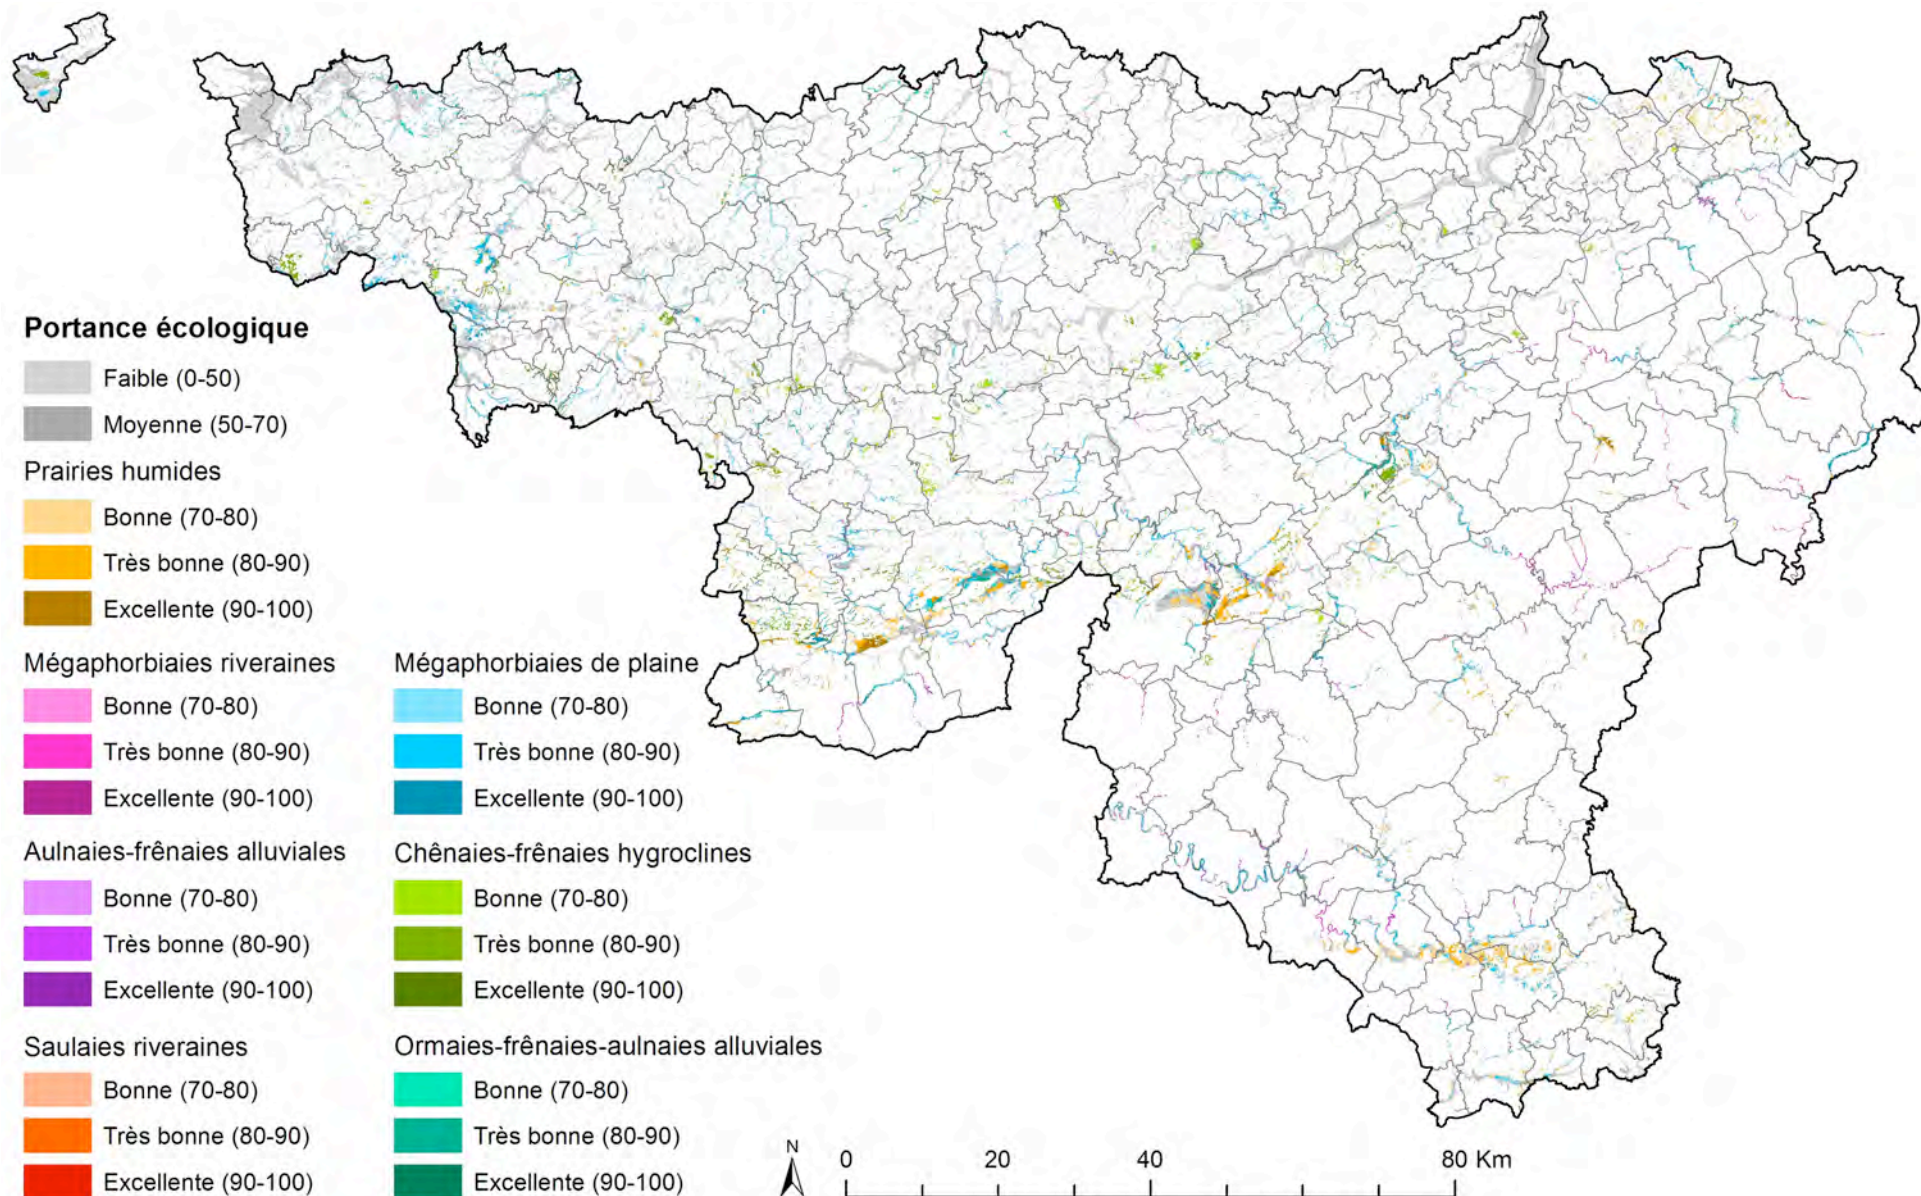 Portance écologique
Faible (0-50)
Moyenne (50-70)
Prairies humides
Bonne (70-80)
Très bonne (80-90)
Excellente (90-100)
Mégaphorbiaies riveraines
Bonne (70-80)
Très bonne (80-90)
Excellente (90-100)
Mégaphorbiaies de plaine
Bonne (70-80)
Très bonne (80-90)
Excellente (90-100)
Aulnaies-frênaies alluviales
Bonne (70-80)
Très bonne (80-90)
Excellente (90-100)
Chênaies-frênaies hygroclines
Bonne (70-80)
Très bonne (80-90)
Excellente (90-100)
Saulaies riveraines
Bonne (70-80)
Très bonne (80-90)
Excellente (90-100)
Ormaies-frênaies-aulnaies alluviales
Bonne (70-80)
Très bonne (80-90)
Excellente (90-100)
N
0 20 40 80 Km